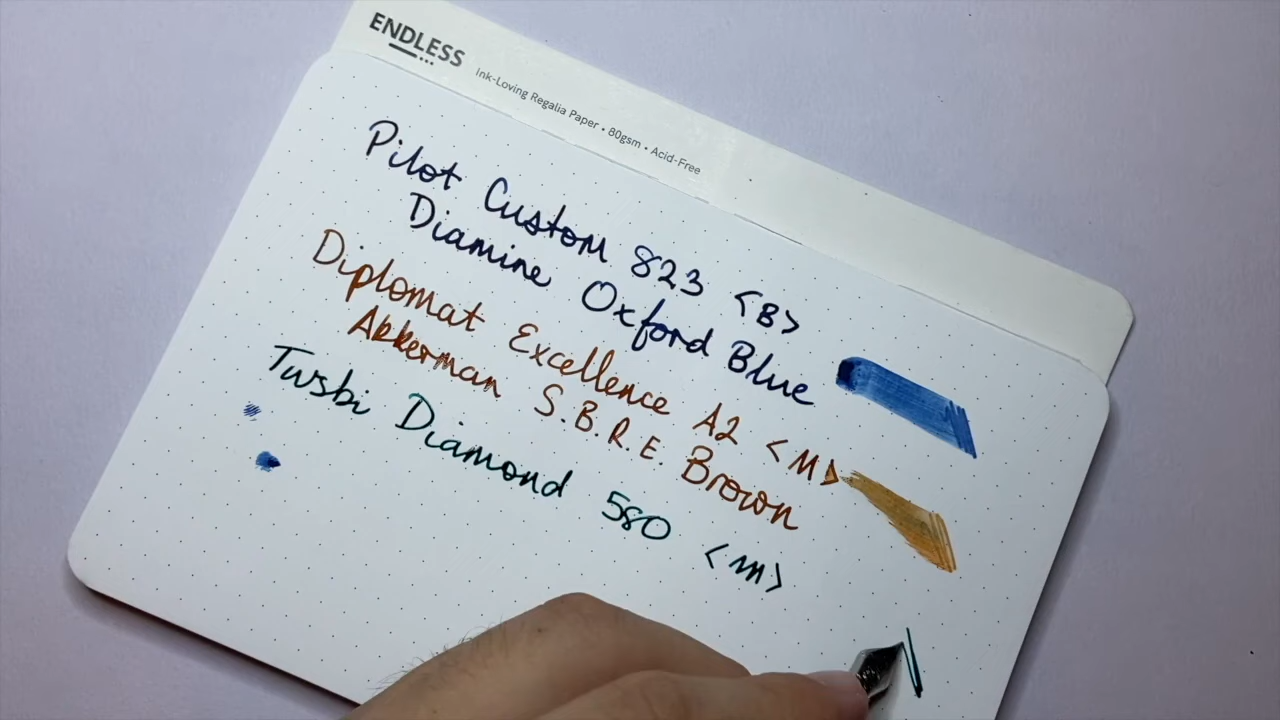 ENDLESS
Ink-Loving Regalia Paper • 80gsm • Acid-Free
Pilot Custom 823 <B>
Diamine Oxford Blue
Diplomat Excellence A2 <M>
Akkerman S.B.R.E. Brown
Twsbi Diamond 580 <M>